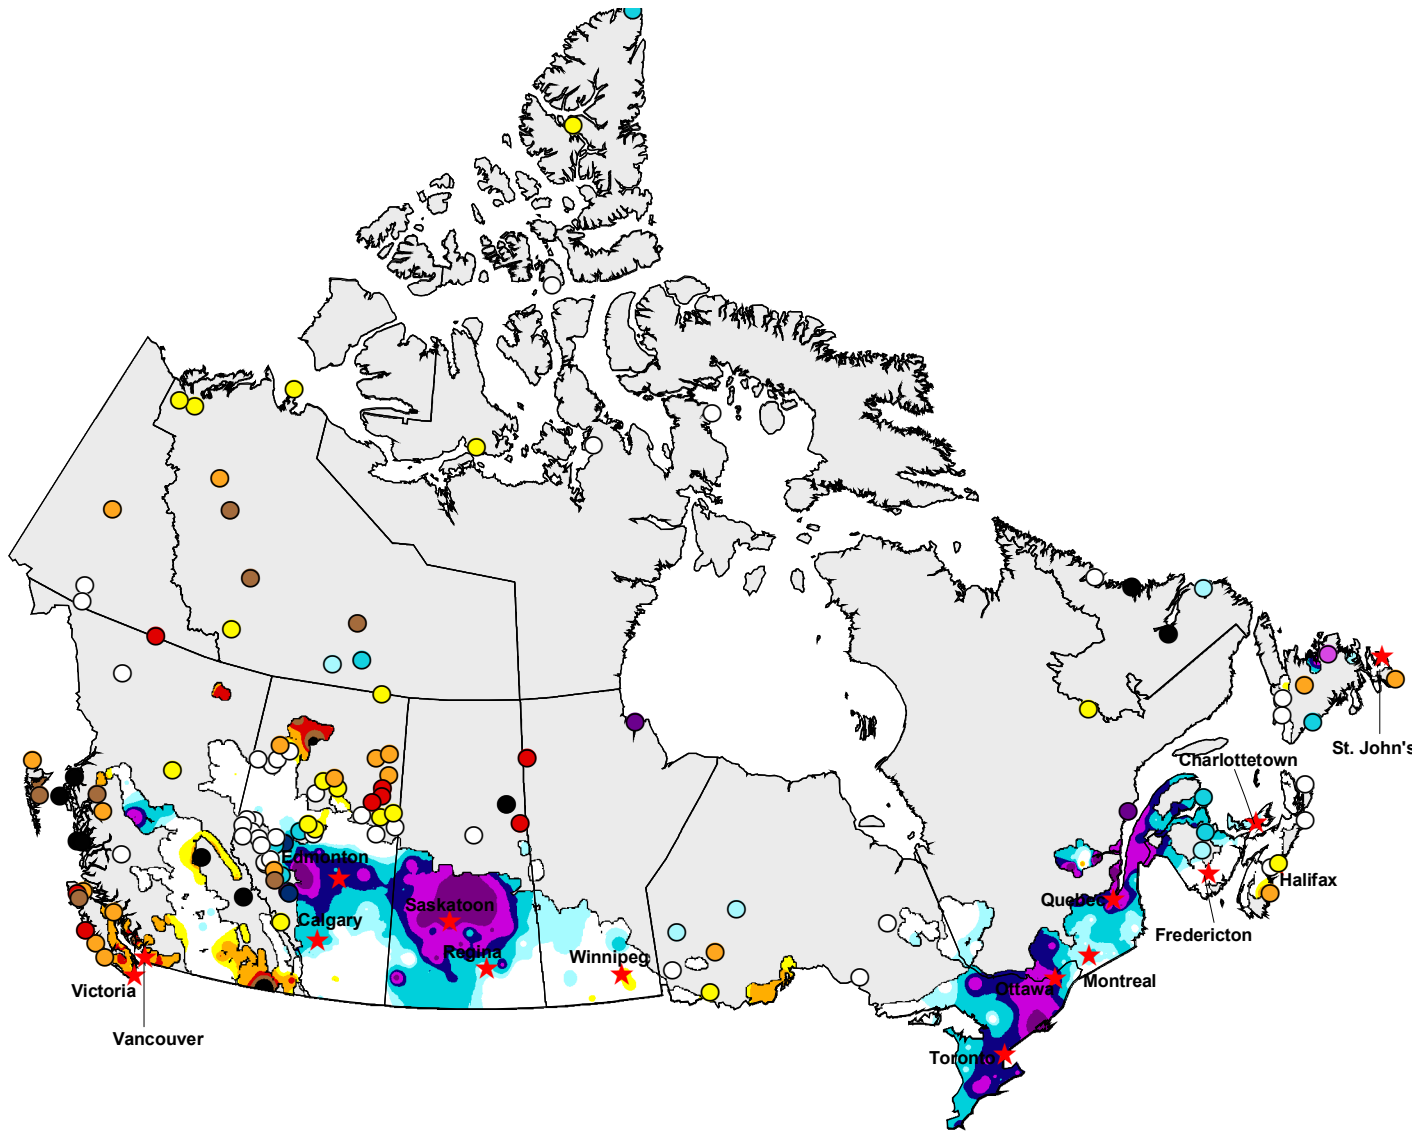 St. John's
Charlottetown
Edmonton
Halifax
Saskatoon
Quebec
Calgary
Fredericton
Regina
Winnipeg
Montreal
Victoria
Ottawa
Vancouver
Toronto